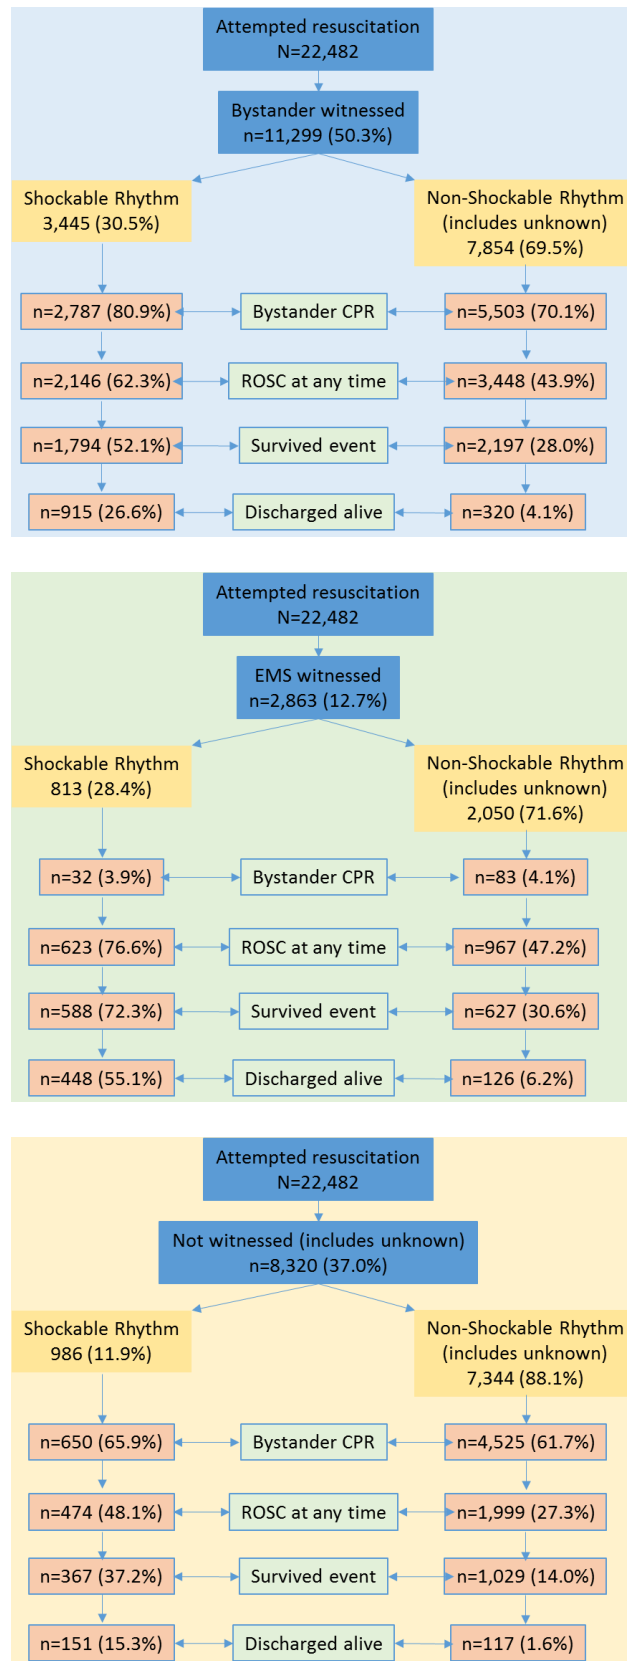 Attempted resuscitation
N=22,482
Bystander witnessed
n=11,299 (50.3%)
Shockable Rhythm
3,445 (30.5%)
Non-Shockable Rhythm
(includes unknown)
7,854 (69.5%)
n=2,787 (80.9%)
Bystander CPR
n=5,503 (70.1%)
n=2,146 (62.3%)
ROSC at any time
n=3,448 (43.9%)
n=1,794 (52.1%)
Survived event
n=2,197 (28.0%)
n=915 (26.6%)
Discharged alive
n=320 (4.1%)
Attempted resuscitation
N=22,482
EMS witnessed
n=2,863 (12.7%)
Shockable Rhythm
813 (28.4%)
Non-Shockable Rhythm
(includes unknown)
2,050 (71.6%)
n=32 (3.9%)
Bystander CPR
n=83 (4.1%)
n=623 (76.6%)
ROSC at any time
n=967 (47.2%)
n=588 (72.3%)
Survived event
n=627 (30.6%)
n=448 (55.1%)
Discharged alive
n=126 (6.2%)
Attempted resuscitation
N=22,482
Not witnessed (includes unknown)
n=8,320 (37.0%)
Shockable Rhythm
986 (11.9%)
Non-Shockable Rhythm
(includes unknown)
7,344 (88.1%)
n=650 (65.9%)
Bystander CPR
n=4,525 (61.7%)
n=474 (48.1%)
ROSC at any time
n=1,999 (27.3%)
n=367 (37.2%)
Survived event
n=1,029 (14.0%)
n=151 (15.3%)
Discharged alive
n=117 (1.6%)